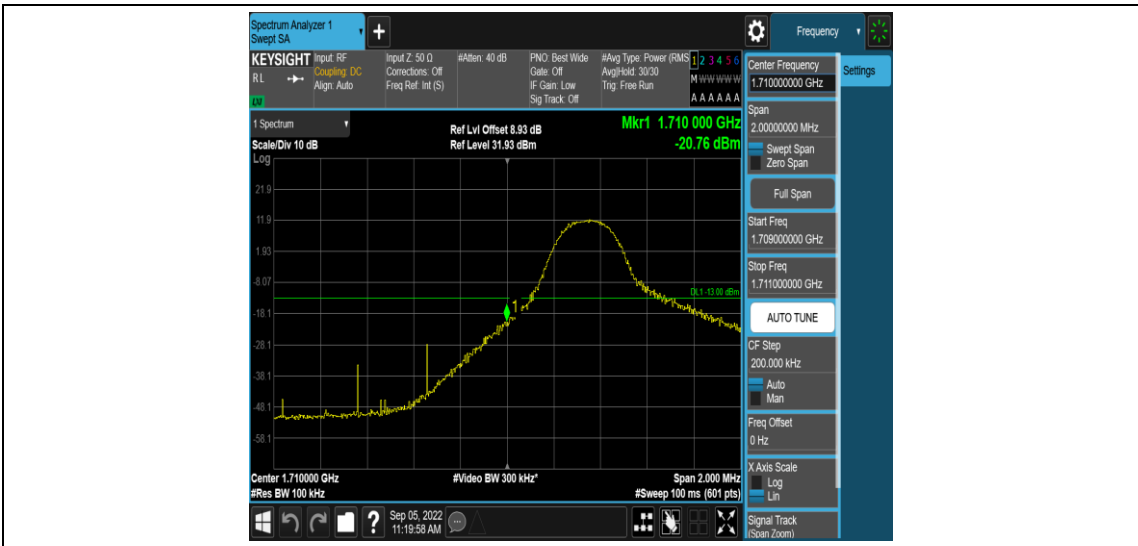 Spectrum Analyzer 1
Swept SA
+
Frequency
KEYSIGHT
RL
LXI
Input: RF
Coupling: DC
Align: Auto
Input Z: 50 Ω
Corrections: Off
Freq Ref: Int (S)
#Atten: 40 dB
PNO: Best Wide
Gate: Off
IF Gain: Low
Sig Track: Off
#Avg Type: Power (RMS
Avg|Hold: 30/30
Trig: Free Run
1 2 3 4 5 6
M W W W W W
A A A A A A
1 Spectrum
Scale/Div 10 dB
Log
Ref Lvl Offset 8.93 dB
Ref Level 31.93 dBm
Mkr1 1.710 000 GHz
-20.76 dBm
21.9
11.9
1.93
-8.07
-18.1
-28.1
-38.1
-48.1
-58.1
DL1 -13.00 dBm
1
Center 1.710000 GHz
#Res BW 100 kHz
#Video BW 300 kHz*
Span 2.000 MHz
#Sweep 100 ms (601 pts)
?
Sep 05, 2022
11:19:58 AM
Center Frequency
1.710000000 GHz
Settings
Span
2.00000000 MHz
Swept Span
Zero Span
Full Span
Start Freq
1.709000000 GHz
Stop Freq
1.711000000 GHz
AUTO TUNE
CF Step
200.000 kHz
Auto
Man
Freq Offset
0 Hz
X Axis Scale
Log
Lin
Signal Track
(Span Zoom)